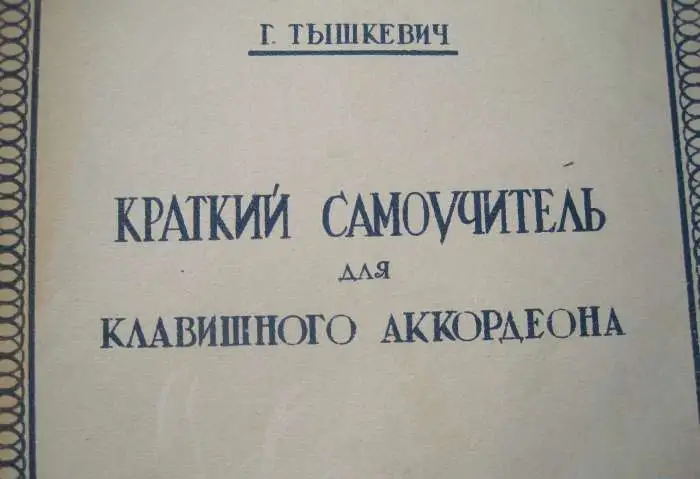 Г. ТЫШКЕВИЧ
КРАТКИЙ САМОУЧИТЕЛЬ
ДЛЯ
КЛАВИШНОГО АККОРДЕОНА